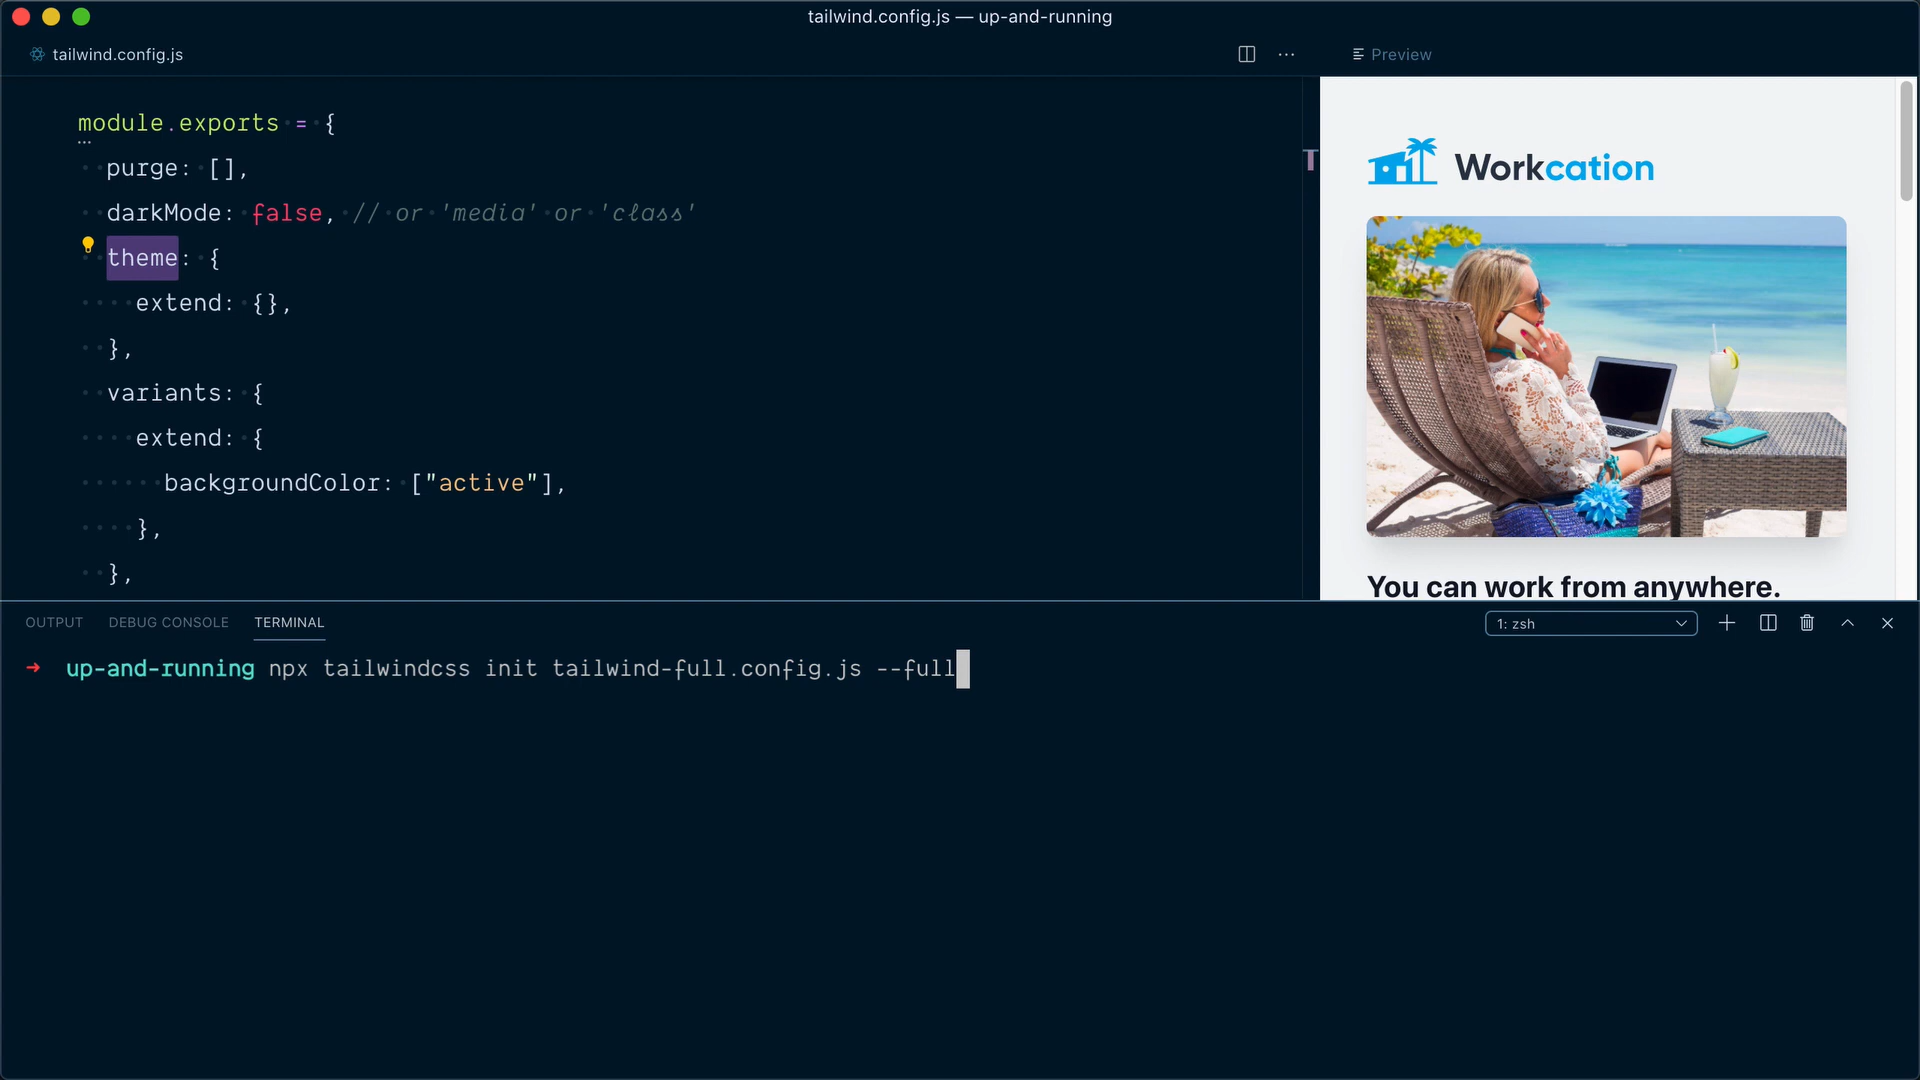 tailwind.config.js — up-and-running
tailwind.config.js
Preview
module.exports = {
purge: [],
darkMode: false, // or 'media' or 'class'
theme: {
extend: {},
},
variants: {
extend: {
backgroundColor: ["active"],
},
},
Workcation
You can work from anywhere.
OUTPUT DEBUG CONSOLE TERMINAL
1: zsh
➜ up-and-running npx tailwindcss init tailwind-full.config.js --full